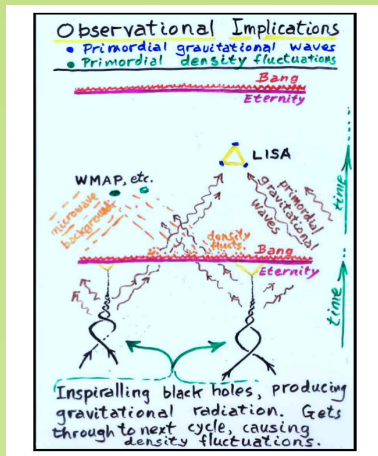 Observational Implications
• Primordial gravitational waves
• Primordial density fluctuations
Bang
Eternity
LISA
WMAP, etc.
microwave
background
primordial
gravitational
waves
density
flucts.
Bang
Eternity
time
time
Inspiralling black holes, producing
gravitational radiation. Gets
through to next cycle, causing
density fluctuations.